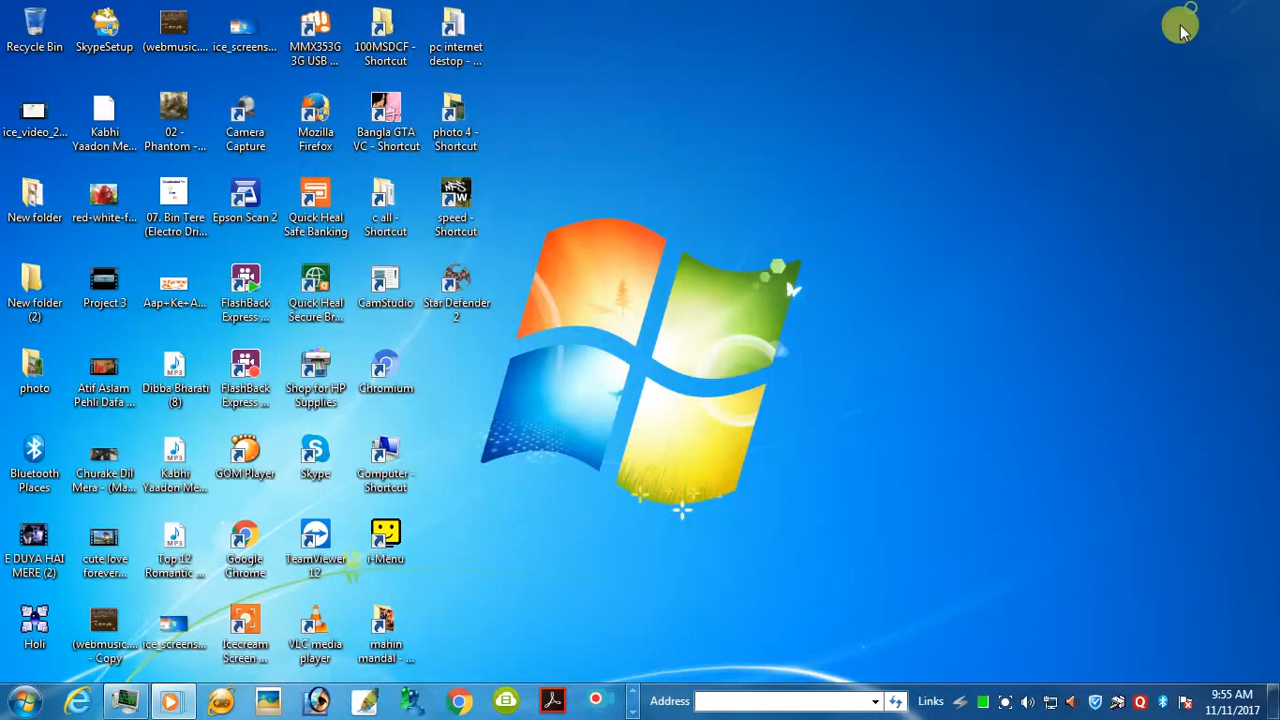 Recycle Bin
SkypeSetup
(webmusic....
ice_screens...
MMX353G
3G USB ...
100MSDCF -
Shortcut
pc internet
destop - ...
ice_video_2...
Kabhi
Yaadon Me...
02 -
Phantom -...
Camera
Capture
Mozilla
Firefox
Bangla GTA
VC - Shortcut
photo 4 -
Shortcut
New folder
red-white-f...
07. Bin Tere
(Electro Dri...
Epson Scan 2
Quick Heal
Safe Banking
c all -
Shortcut
speed -
Shortcut
New folder
(2)
Project 3
Aap+Ke+A...
FlashBack
Express ...
Quick Heal
Secure Br...
CamStudio
Star Defender
2
photo
Atif Aslam
Pehli Dafa ...
Dibba Bharati
(8)
FlashBack
Express ...
Shop for HP
Supplies
Chromium
Bluetooth
Places
Churake Dil
Mera - (Ma...
Kabhi
Yaadon Me...
GOM Player
Skype
Computer -
Shortcut
E DUYA HAI
MERE (2)
cute love
forever...
Top 12
Romantic ...
Google
Chrome
TeamViewer
12
i-Menu
Holi
(webmusic....
- Copy
ice_screens...
Icecream
Screen ...
VLC media
player
mahin
mandal - ...
Address
Links
9:55 AM
11/11/2017